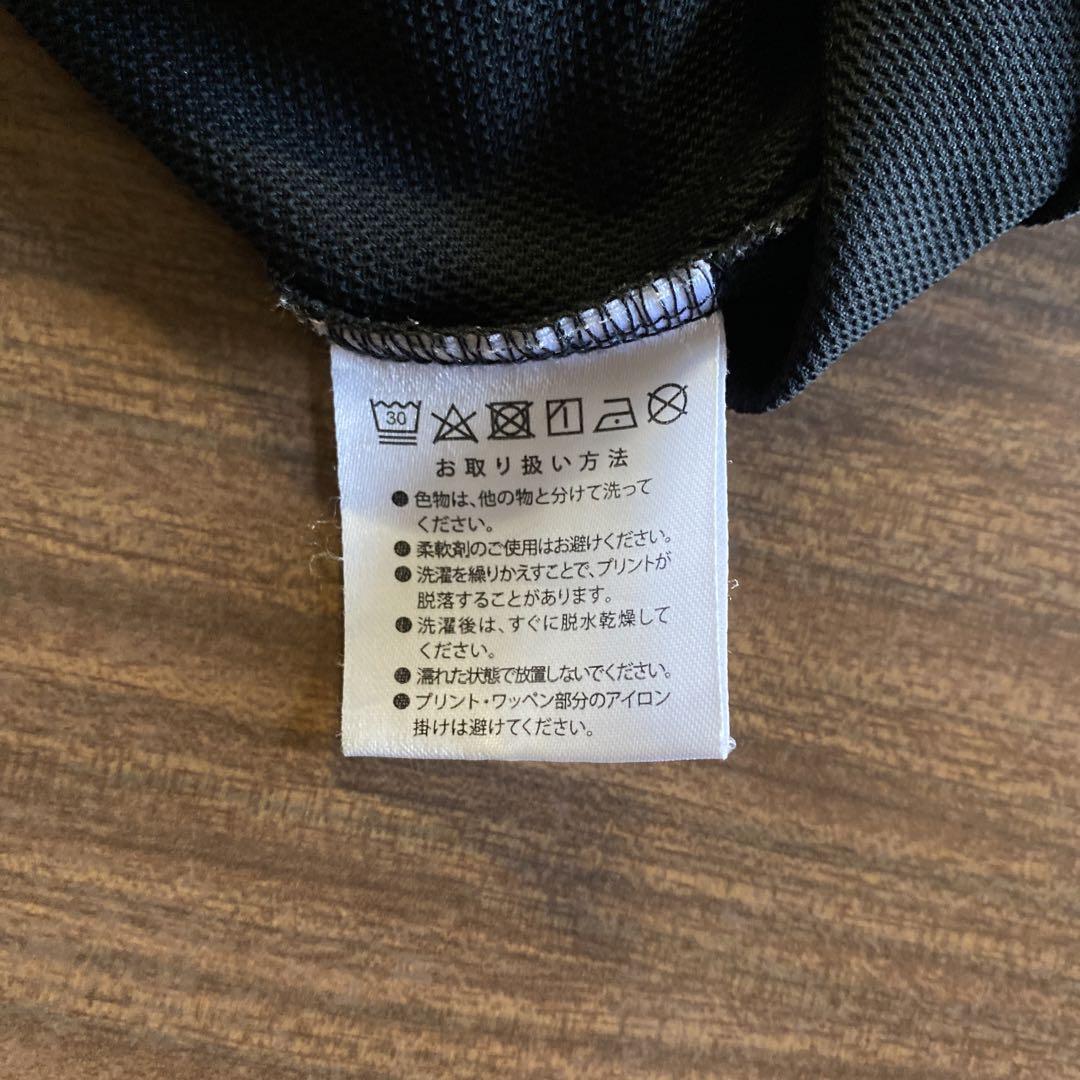 30
お取り扱い方法
●色物は、他の物と分けて洗って
ください。
●柔軟剤のご使用はお避けください。
●洗濯を繰りかえすことで、プリントが
脱落することがあります。
●洗濯後は、すぐに脱水乾燥して
ください。
●濡れた状態で放置しないでください。
●プリント・ワッペン部分のアイロン
掛けは避けてください。